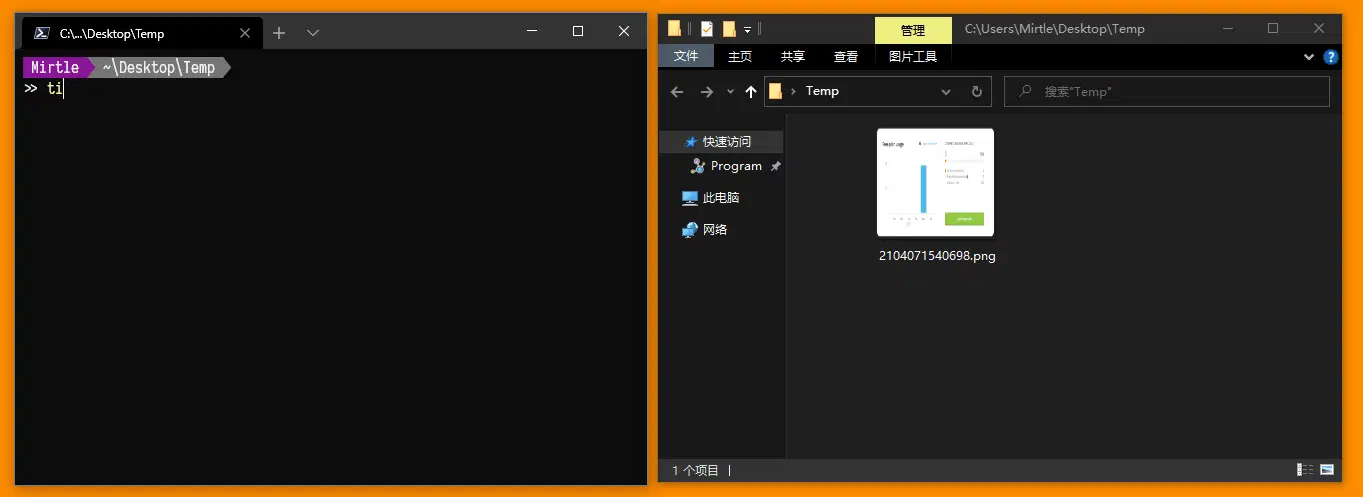 C:\...\Desktop\Temp
Mirtle ~\Desktop\Temp
>> ti
管理 C:\Users\Mirtle\Desktop\Temp
文件 主页 共享 查看 图片工具
Temp
搜索"Temp"
快速访问
Program
此电脑
网络
2104071540698.png
1 个项目